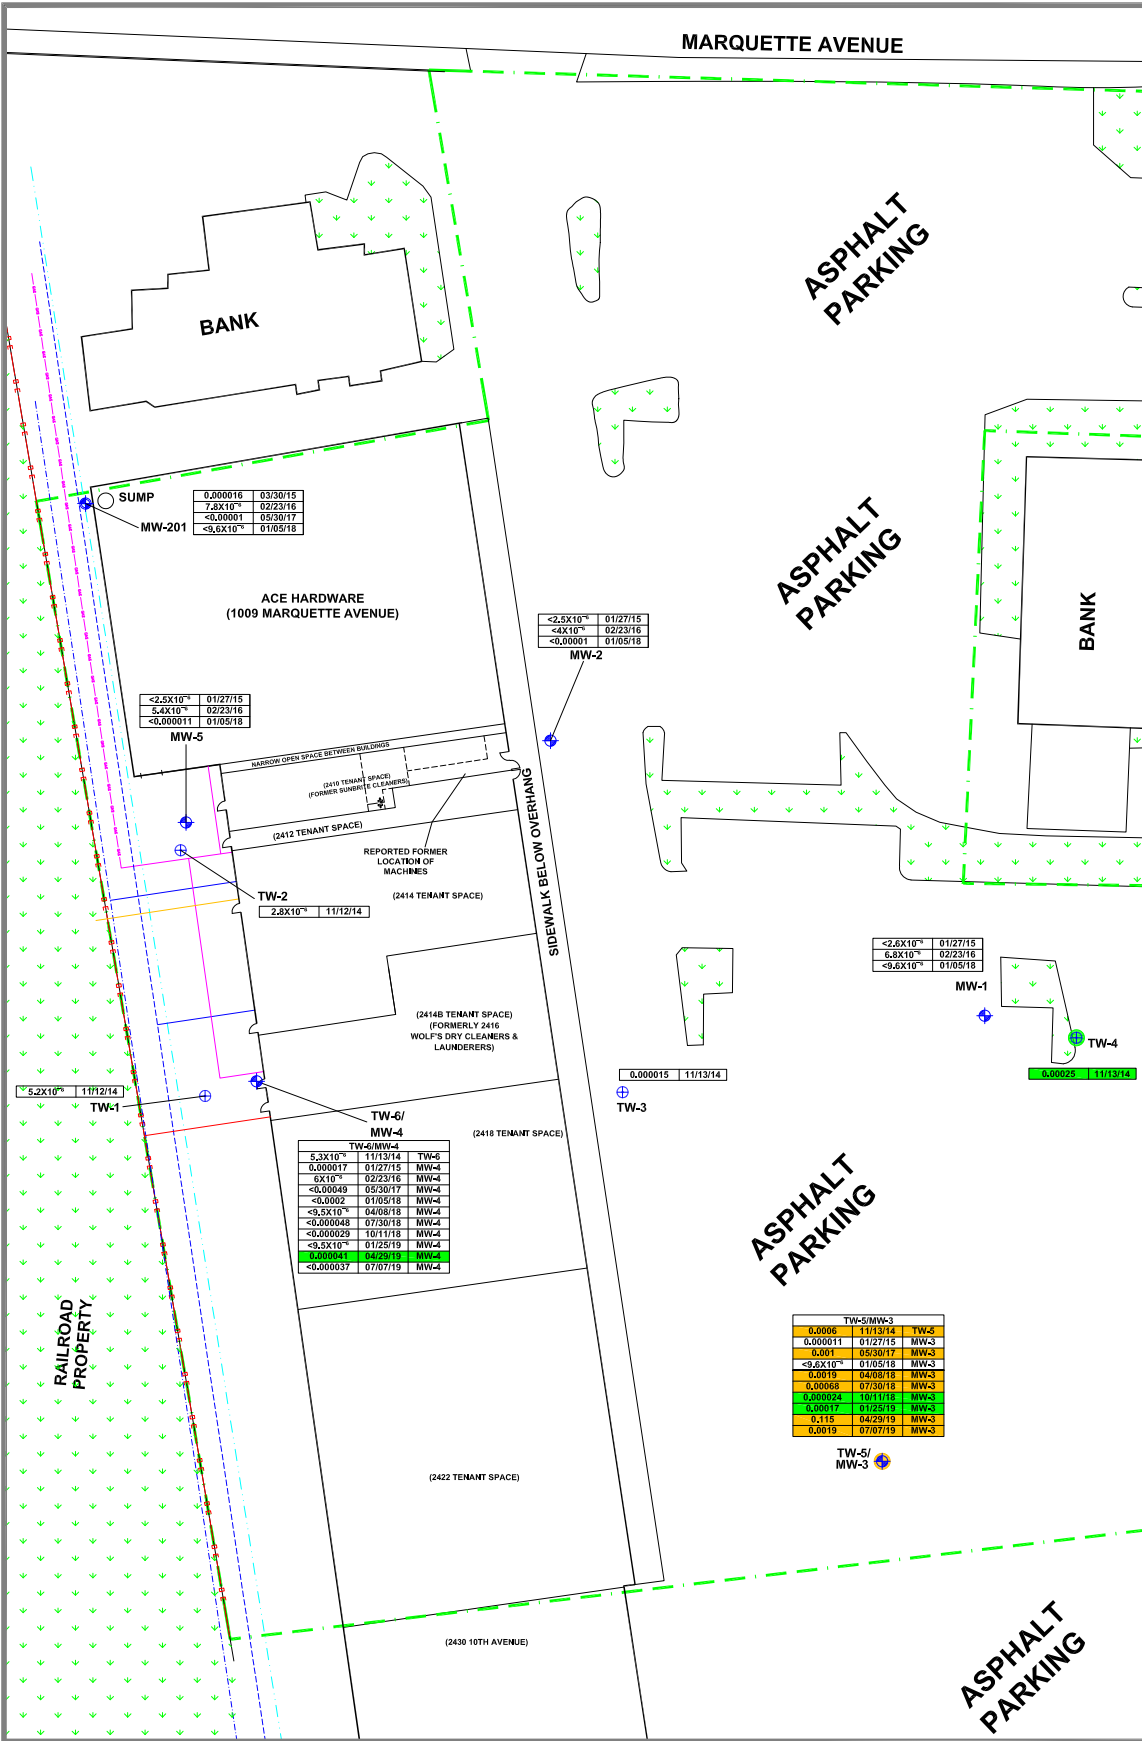 MARQUETTE AVENUE
ASPHALT
PARKING
BANK
SUMP
MW-201
0.000016 03/30/15
7.8X10⁻⁶ 02/23/16
<0.00001 05/30/17
<9.6X10⁻⁶ 01/05/18
ASPHALT
PARKING
BANK
ACE HARDWARE
(1009 MARQUETTE AVENUE)
<2.5X10⁻⁶ 01/27/15
<4X10⁻⁶ 02/23/16
<0.00001 01/05/18
MW-2
<2.5X10⁻⁶ 01/27/15
5.4X10⁻⁶ 02/23/16
<0.000011 01/05/18
MW-5
NARROW OPEN SPACE BETWEEN BUILDINGS
(2410 TENANT SPACE)
(FORMER SUNBRITE CLEANERS)
(2412 TENANT SPACE)
REPORTED FORMER
LOCATION OF
MACHINES
SIDEWALK BELOW OVERHANG
(2414 TENANT SPACE)
TW-2
2.8X10⁻⁶ 11/12/14
<2.6X10⁻⁶ 01/27/15
6.8X10⁻⁶ 02/23/16
<9.6X10⁻⁶ 01/05/18
MW-1
(2414B TENANT SPACE)
(FORMERLY 2416
WOLF'S DRY CLEANERS &
LAUNDERERS)
TW-4
0.00025 11/13/14
0.000015 11/13/14
TW-3
5.2X10⁻⁶ 11/12/14
TW-1
TW-6/
MW-4
(2418 TENANT SPACE)
TW-6/MW-4
5.3X10⁻⁶ 11/13/14 TW-6
0.000017 01/27/15 MW-4
6X10⁻⁶ 02/23/16 MW-4
<0.00049 05/30/17 MW-4
<0.0002 01/05/18 MW-4
<9.5X10⁻⁶ 04/08/18 MW-4
<0.000048 07/30/18 MW-4
<0.000029 10/11/18 MW-4
<9.5X10⁻⁶ 01/25/19 MW-4
0.000041 04/29/19 MW-4
<0.000037 07/07/19 MW-4
ASPHALT
PARKING
RAILROAD
PROPERTY
TW-5/MW-3
0.0006 11/13/14 TW-5
0.000011 01/27/15 MW-3
0.001 05/30/17 MW-3
<9.6X10⁻⁶ 01/05/18 MW-3
0.0019 04/08/18 MW-3
0.00068 07/30/18 MW-3
0.000024 10/11/18 MW-3
0.00017 01/25/19 MW-3
0.115 04/29/19 MW-3
0.0019 07/07/19 MW-3
TW-5/
MW-3
(2422 TENANT SPACE)
(2430 10TH AVENUE)
ASPHALT
PARKING